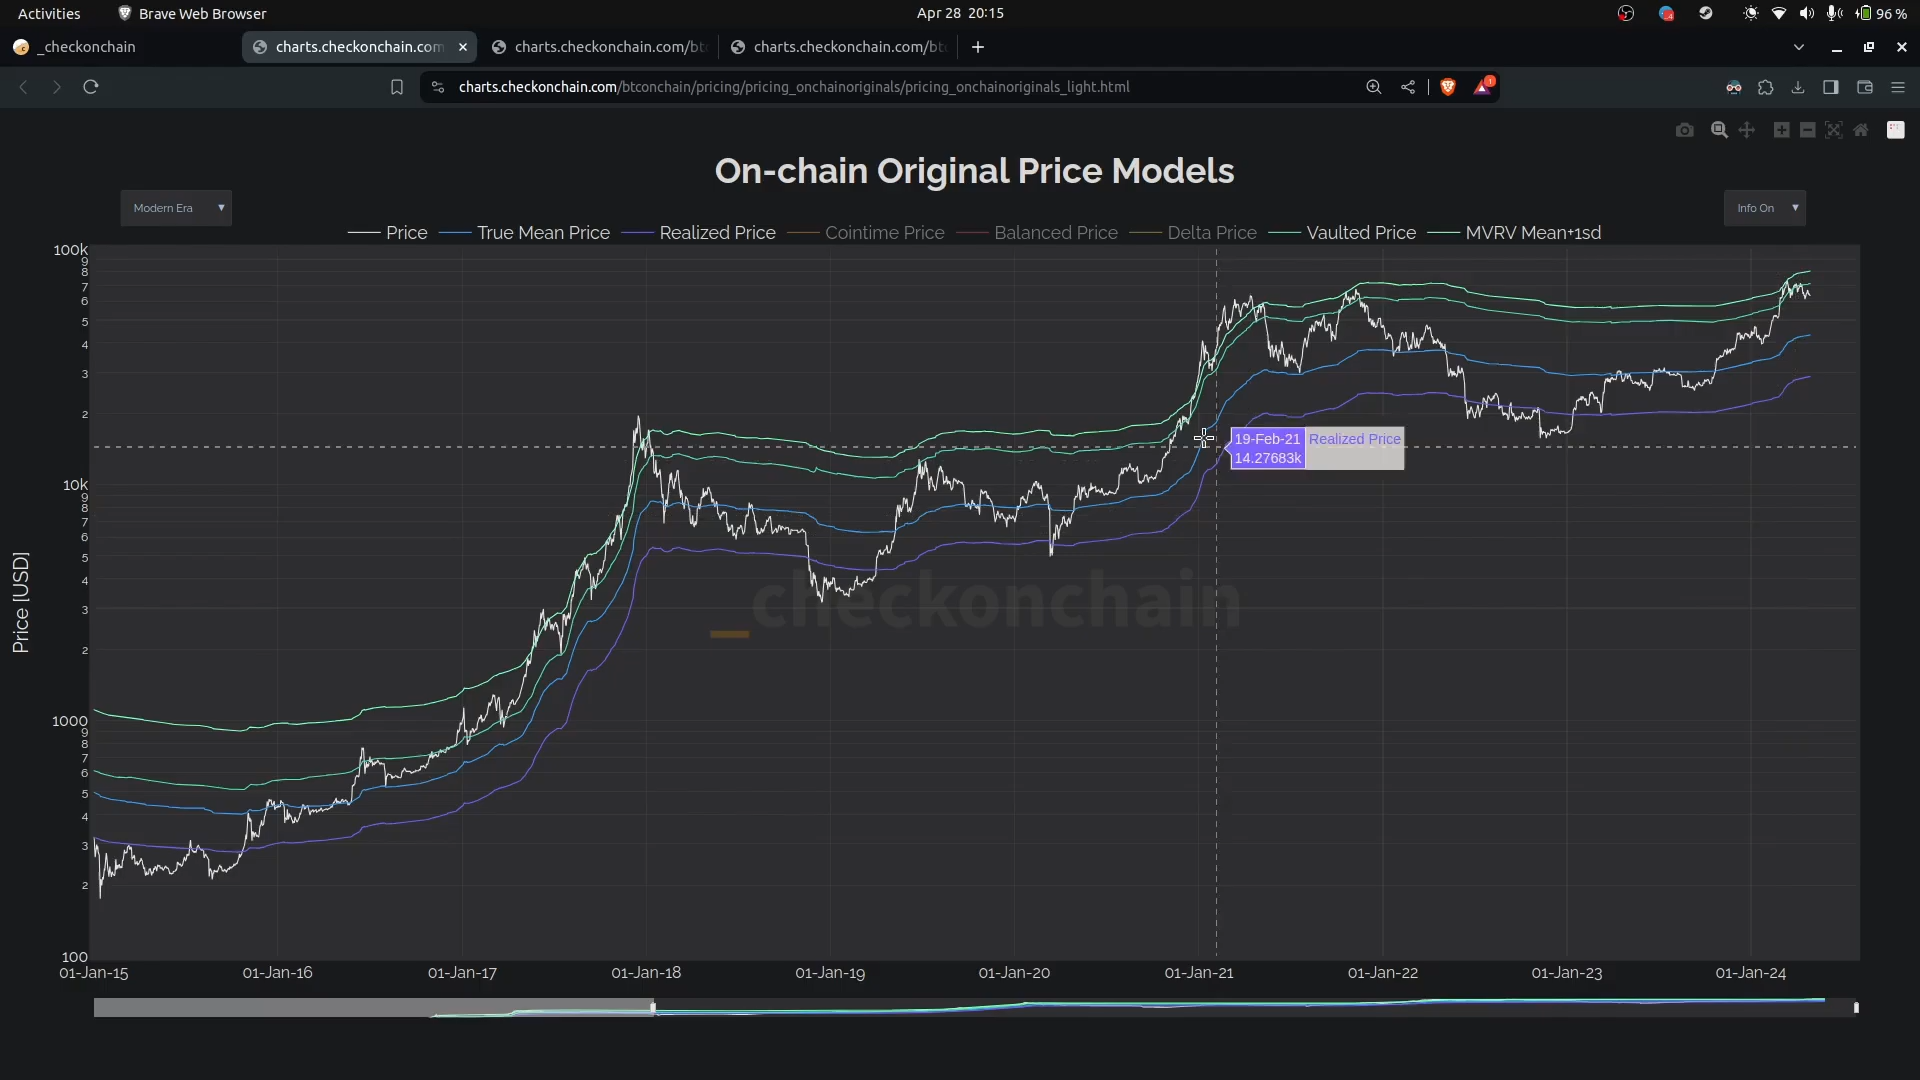 Activities
Brave Web Browser
Apr 28 20:15
4
96 %
_checkonchain
charts.checkonchain.com
charts.checkonchain.com/btc
charts.checkonchain.com/btc
charts.checkonchain.com/btconchain/pricing/pricing_onchainoriginals/pricing_onchainoriginals_light.html
1
On-chain Original Price Models
Modern Era
Info On
Price
True Mean Price
Realized Price
Cointime Price
Balanced Price
Delta Price
Vaulted Price
MVRV Mean+1sd
100k
9
8
7
6
5
4
3
2
10k
9
8
7
6
5
4
3
2
1000
9
8
7
6
5
4
3
2
100
Price [USD]
19-Feb-21
14.27683k
Realized Price
_checkonchain
01-Jan-15
01-Jan-16
01-Jan-17
01-Jan-18
01-Jan-19
01-Jan-20
01-Jan-21
01-Jan-22
01-Jan-23
01-Jan-24